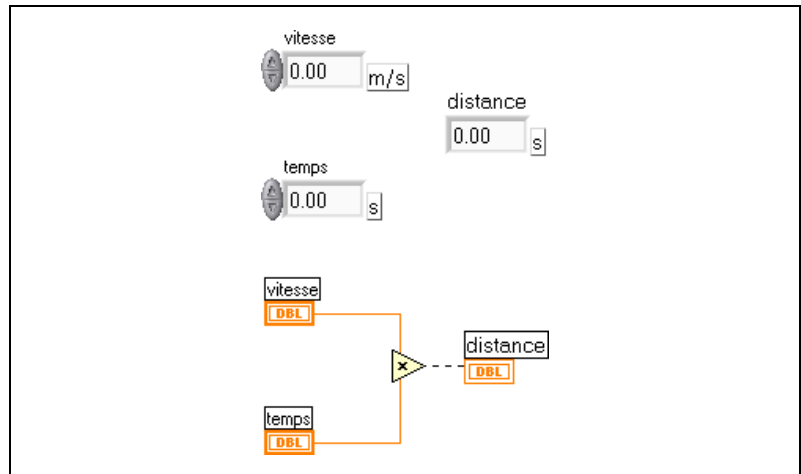 vitesse
0.00 m/s
distance
0.00 s
temps
0.00 s
vitesse
DBL
×
distance
DBL
temps
DBL